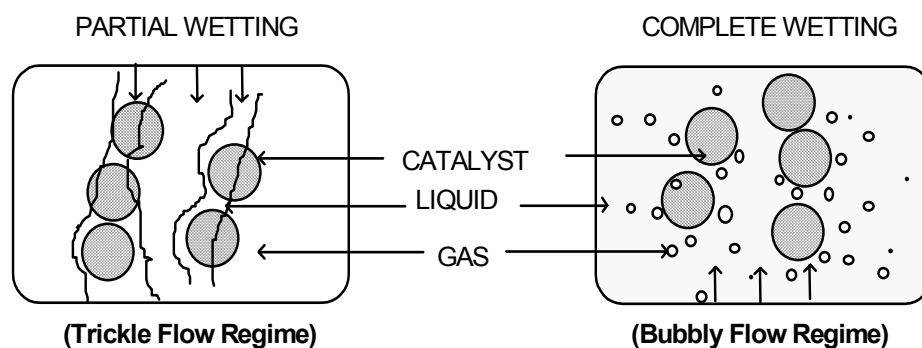 PARTIAL WETTING
COMPLETE WETTING
CATALYST
LIQUID
GAS
(Trickle Flow Regime)
(Bubbly Flow Regime)